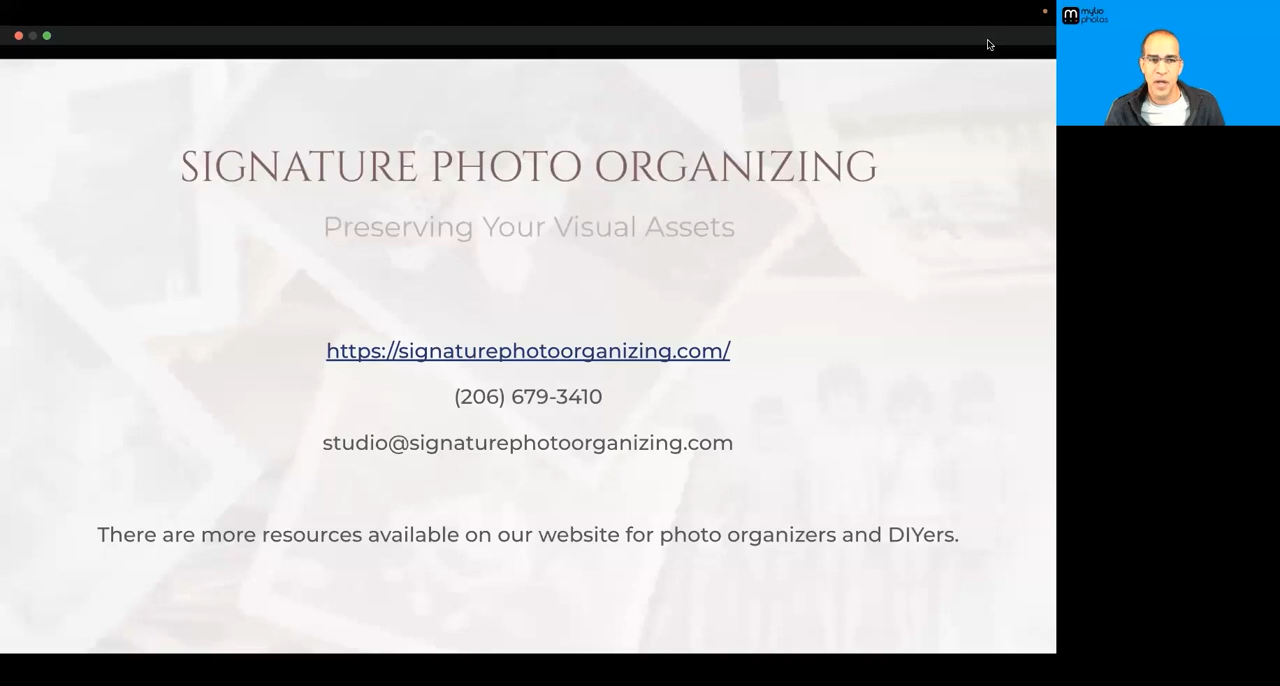 mylio
photos
SIGNATURE PHOTO ORGANIZING
Preserving Your Visual Assets
https://signaturephotoorganizing.com/
(206) 679-3410
studio@signaturephotoorganizing.com
There are more resources available on our website for photo organizers and DIYers.